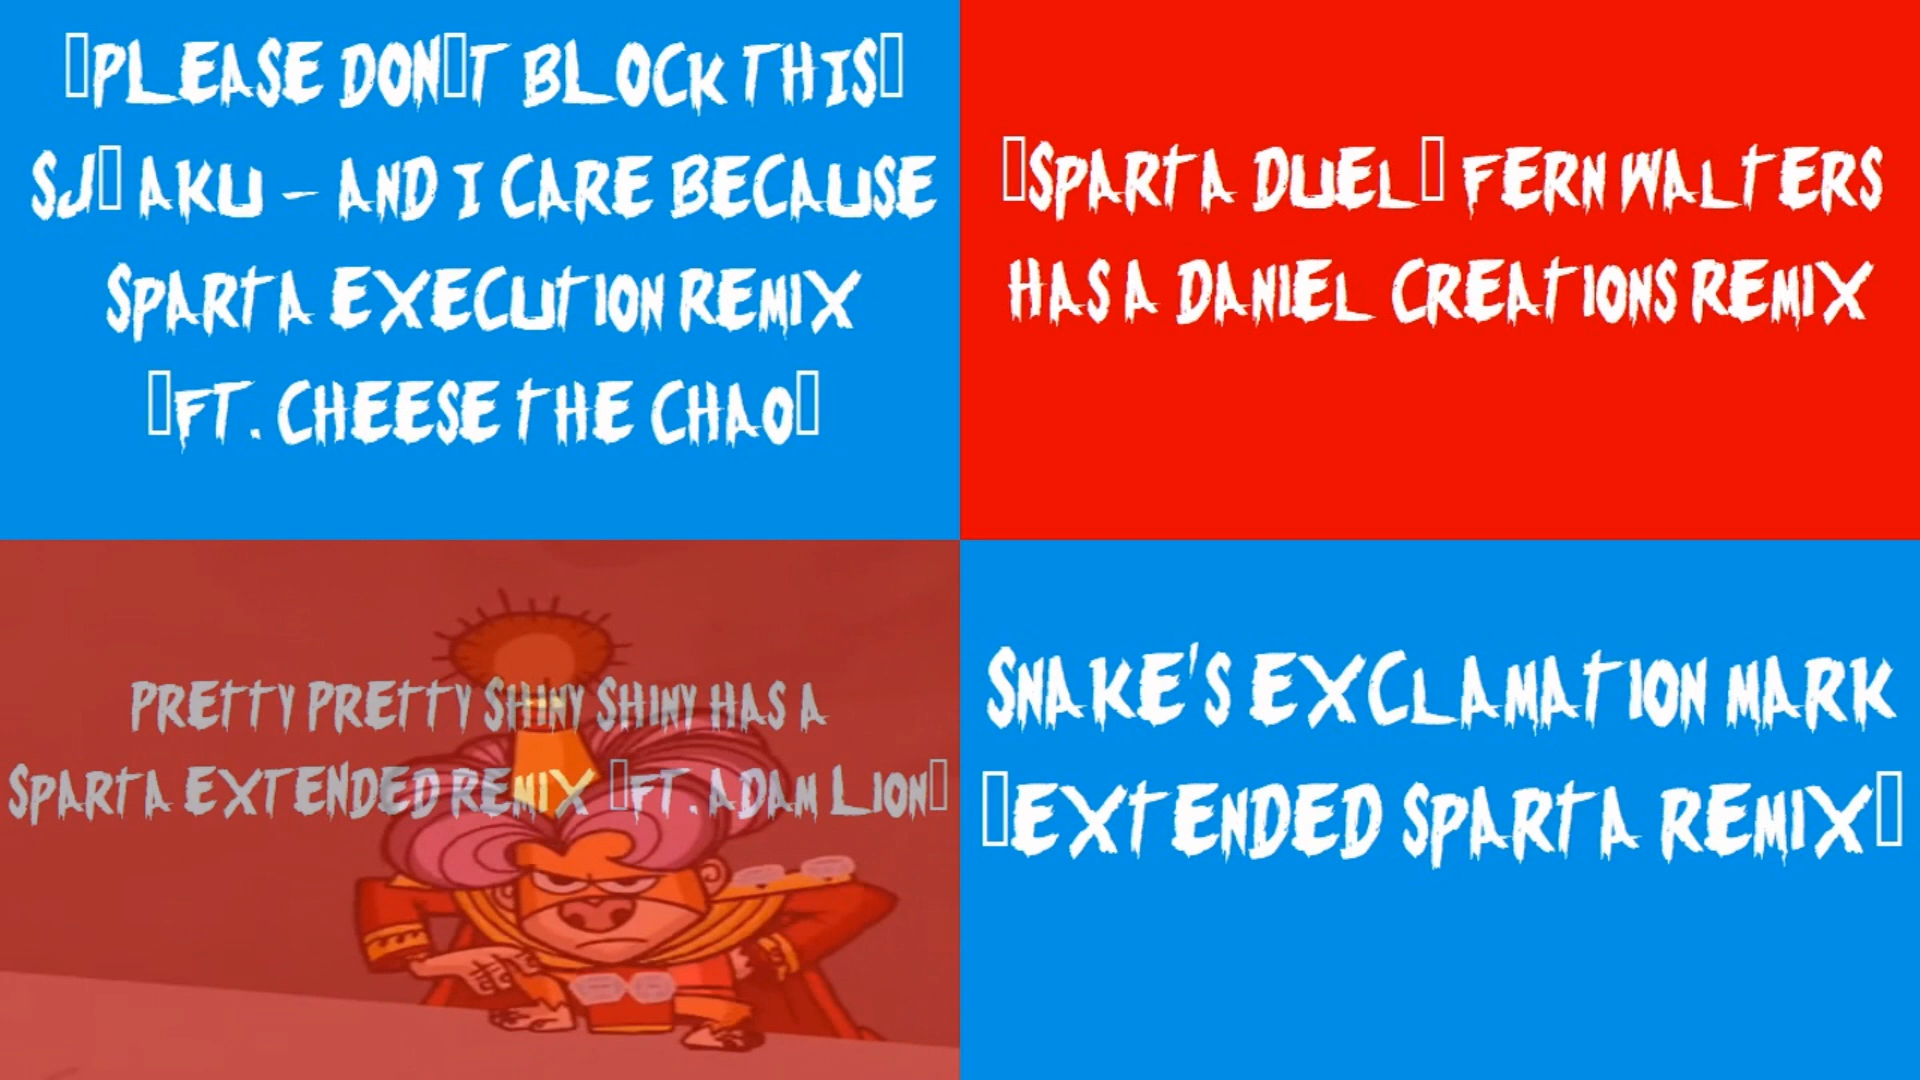 ▯PLEASE DON▯T BLOCK THIS▯
SJ▯ AKU - AND I CARE BECAUSE
SPARTA EXECUTION REMIX
▯FT. CHEESE THE CHAO▯
▯SPARTA DUEL▯ FERN WALTERS
HAS A DANIEL CREATIONS REMIX
PRETTY PRETTY SHINY SHINY HAS A
SPARTA EXTENDED REMIX ▯FT. ADAM LION▯
SNAKE'S EXCLAMATION MARK
▯EXTENDED SPARTA REMIX▯